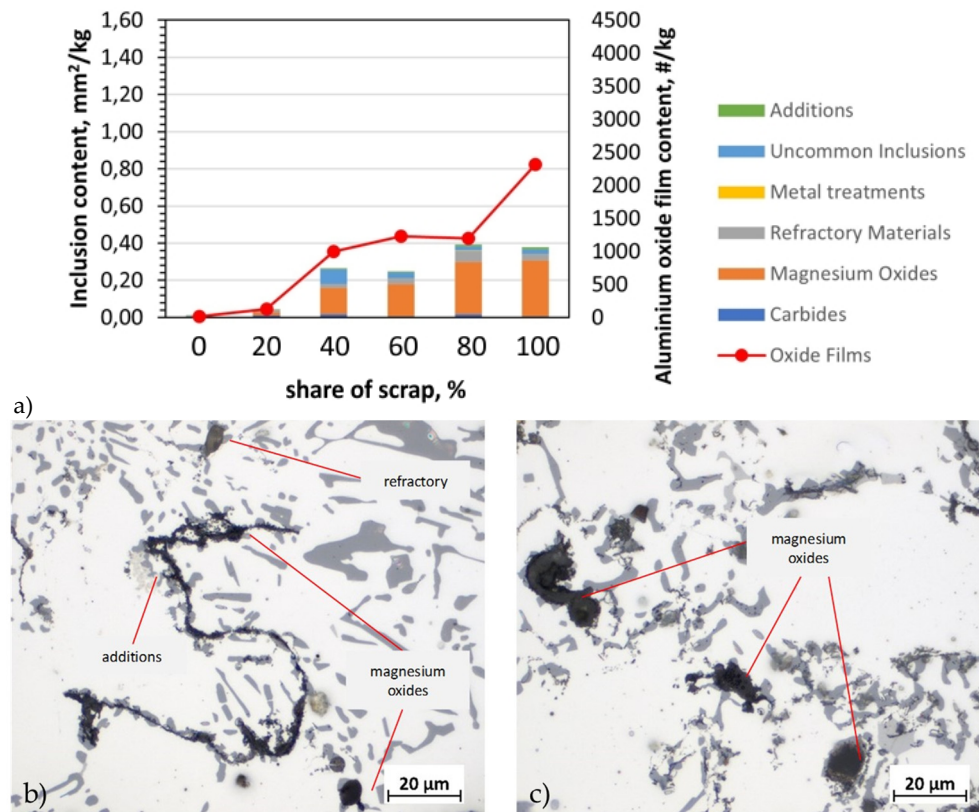 1,60
1,40
1,20
1,00
0,80
0,60
0,40
0,20
0,00
Inclusion content, mm²/kg
4500
4000
3500
3000
2500
2000
1500
1000
500
0
Aluminium oxide film content, #/kg
0 20 40 60 80 100
share of scrap, %
Additions
Uncommon Inclusions
Metal treatments
Refractory Materials
Magnesium Oxides
Carbides
Oxide Films
a)
refractory
additions
magnesium
oxides
20 µm
b)
magnesium
oxides
20 µm
c)